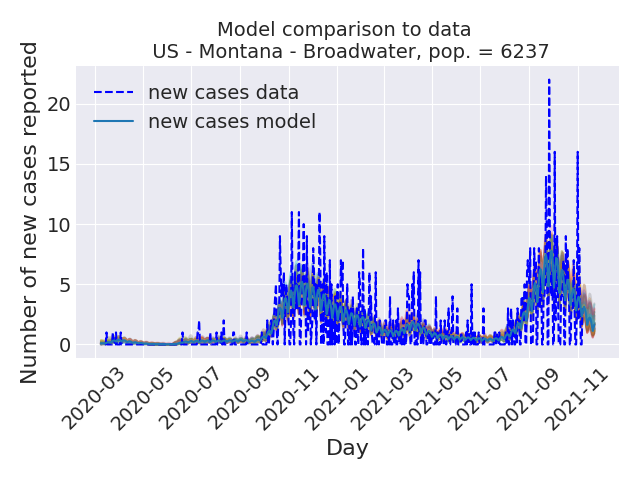 Model comparison to data
US - Montana - Broadwater, pop. = 6237
Number of new cases reported
20
15
10
5
0
new cases data
new cases model
2020-03
2020-05
2020-07
2020-09
2020-11
2021-01
2021-03
2021-05
2021-07
2021-09
2021-11
Day